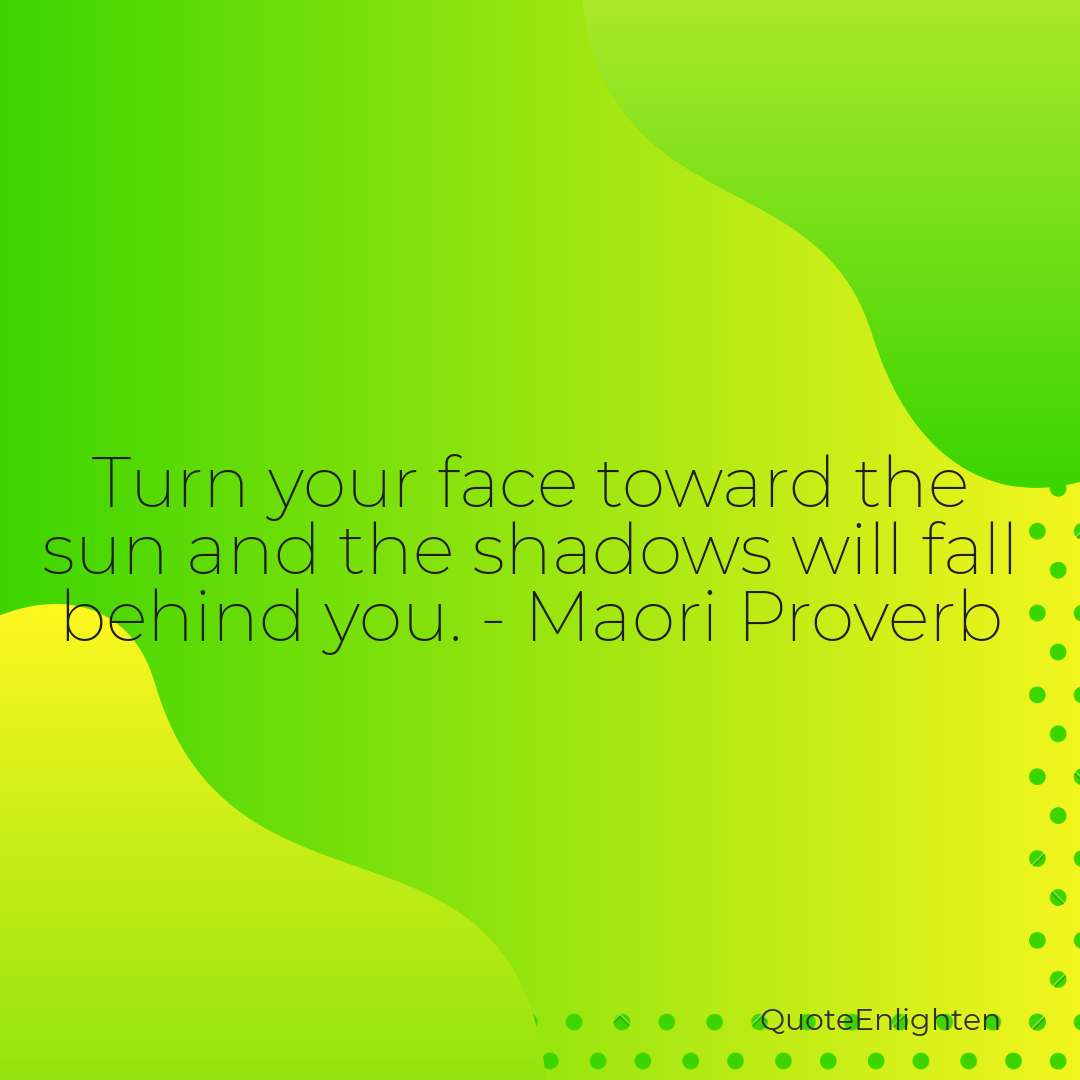 Turn your face toward the
sun and the shadows will fall
behind you. - Maori Proverb
QuoteEnlighten